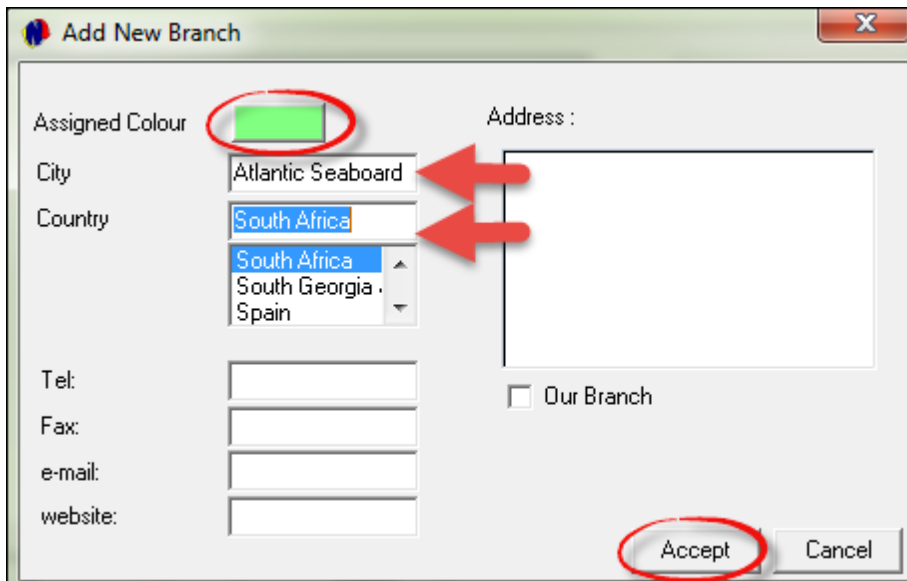 Add New Branch
Assigned Colour
Address :
City
Atlantic Seaboard
Country
South Africa
South Africa
South Georgia
Spain
Tel:
Our Branch
Fax:
e-mail:
website:
Accept
Cancel